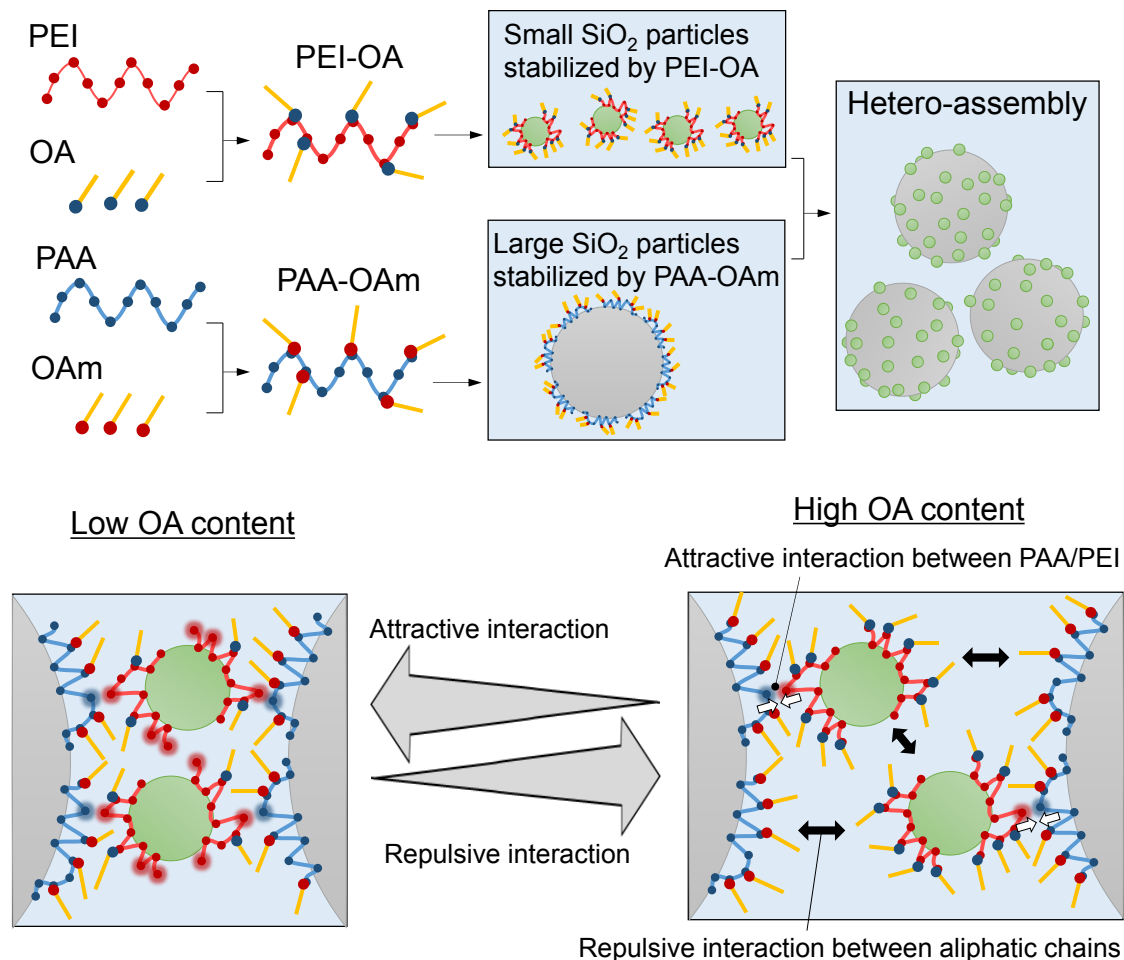 PEI
OA
PEI-OA
Small SiO₂ particles
stabilized by PEI-OA
PAA
OAm
PAA-OAm
Large SiO₂ particles
stabilized by PAA-OAm
Hetero-assembly
Low OA content
High OA content
Attractive interaction between PAA/PEI
Attractive interaction
Repulsive interaction
Repulsive interaction between aliphatic chains